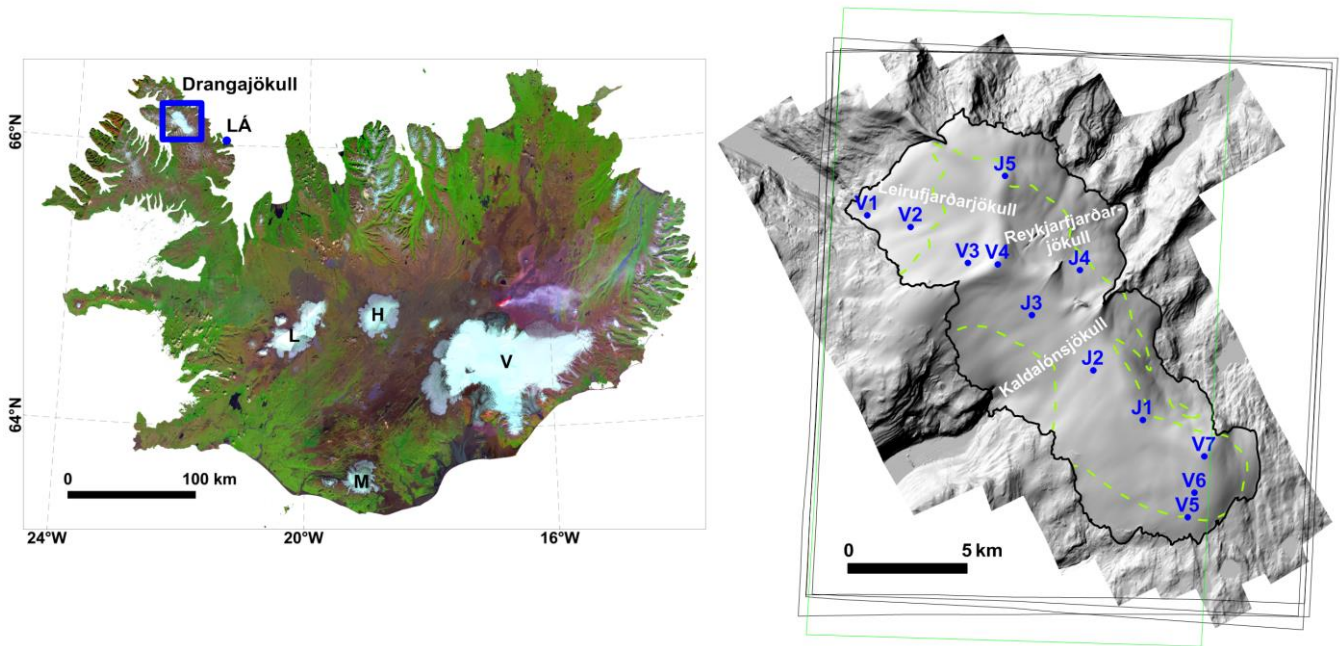 Drangajökull
LÁ
66°N
64°N
L
H
V
M
0 100 km
24°W 20°W 16°W
J5
Leirufjarðarjökull
V1
V2
Reykjarfjarðar-
jökull
V3 V4
J4
J3
Kaldalónsjökull
J2
J1
V7
V6
V5
0 5 km